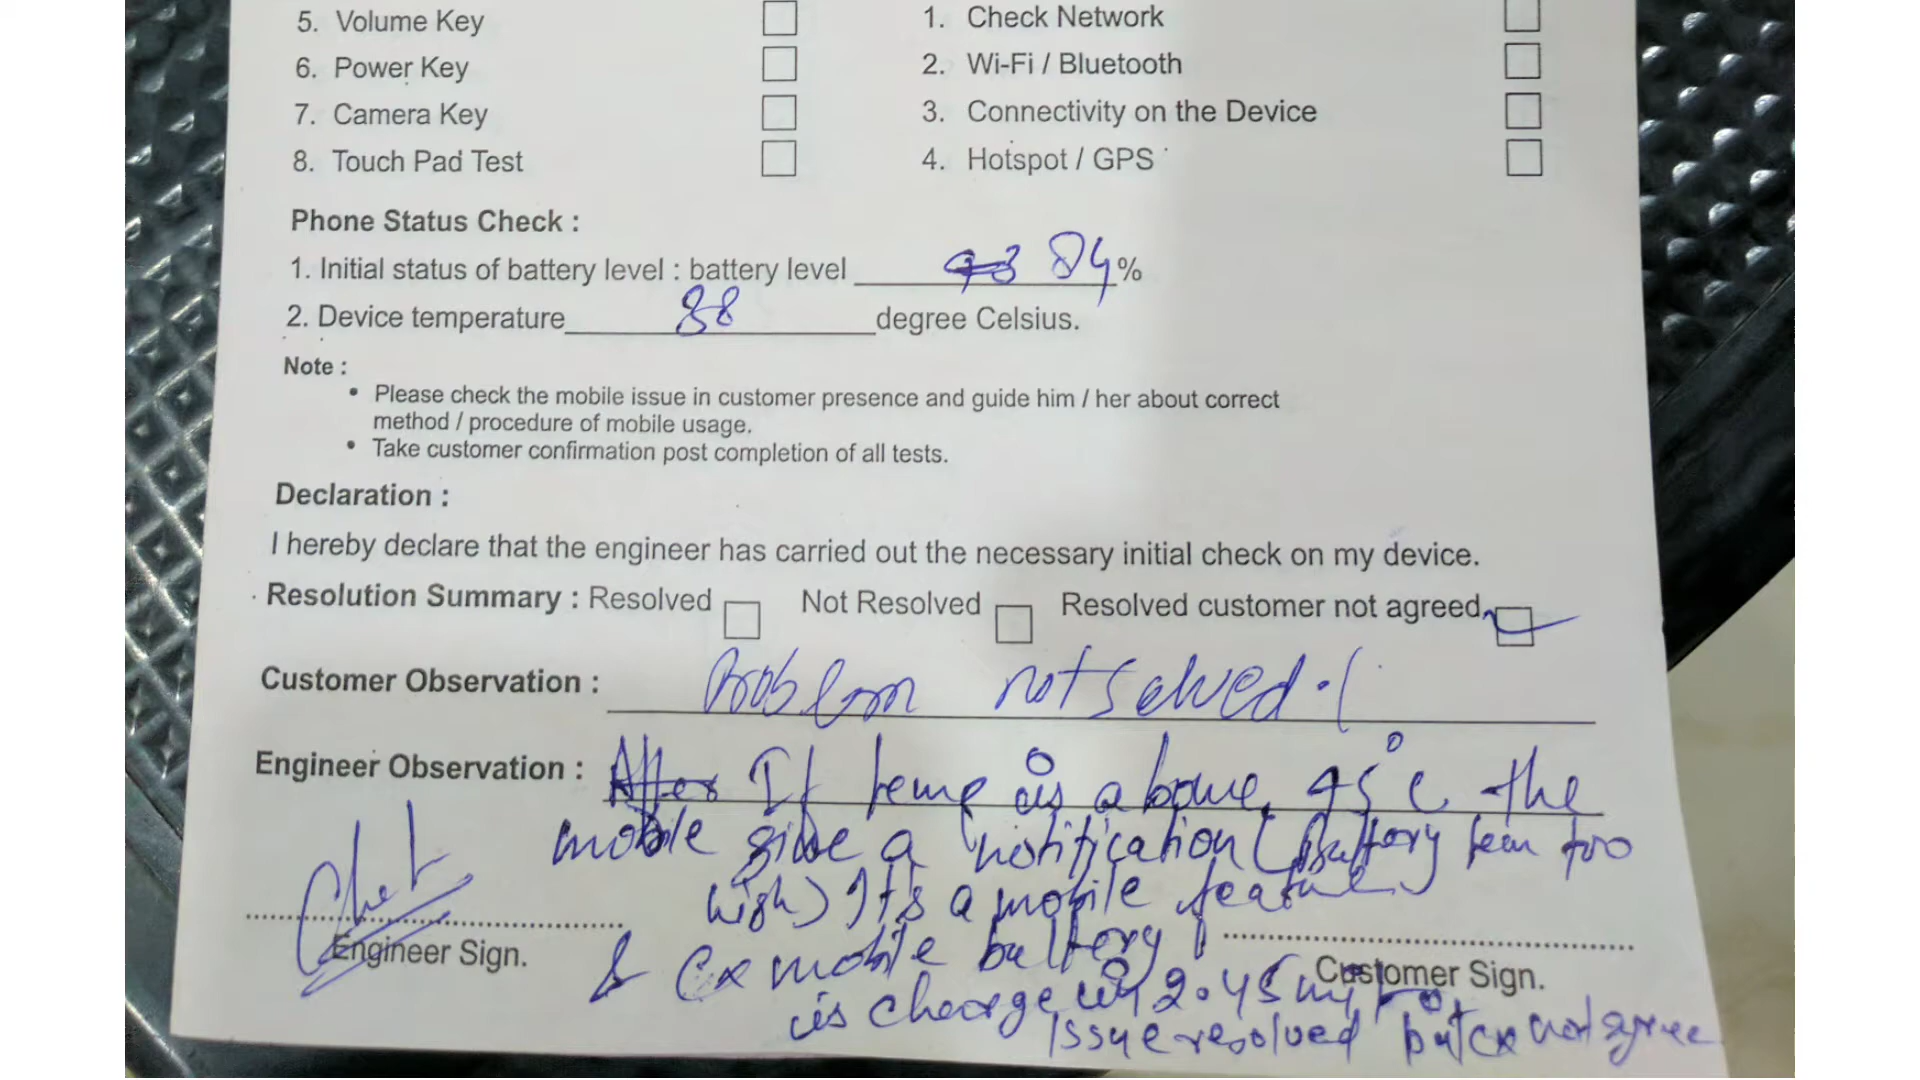 5. Volume Key
6. Power Key
7. Camera Key
8. Touch Pad Test
1. Check Network
2. Wi-Fi / Bluetooth
3. Connectivity on the Device
4. Hotspot / GPS
Phone Status Check :
1. Initial status of battery level : battery level 84%
2. Device temperature 38 degree Celsius.
Note :
• Please check the mobile issue in customer presence and guide him / her about correct
method / procedure of mobile usage.
• Take customer confirmation post completion of all tests.
Declaration :
I hereby declare that the engineer has carried out the necessary initial check on my device.
Resolution Summary : Resolved Not Resolved Resolved customer not agreed
Customer Observation : Problem not solved.
Engineer Observation : After If temp is above 45°C the
mobile give a notification (Battery tem too
high) It's a mobile feature
& Cx mobile battery
is charge in 2.45
Issue resolved but cx not agree
Engineer Sign.
Customer Sign.